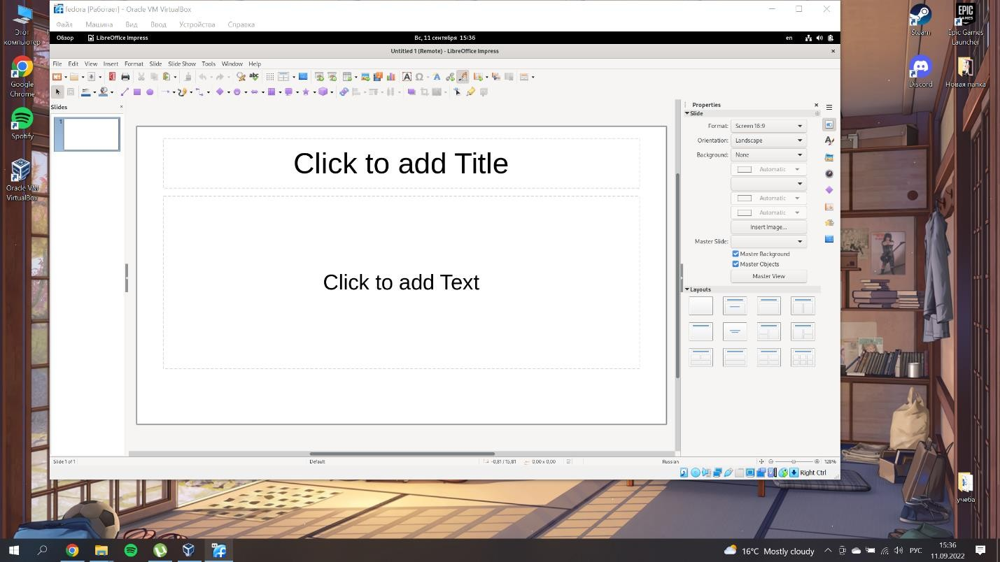 fedora [Работает] - Oracle VM VirtualBox
Файл Машина Вид Ввод Устройства Справка
Обзор LibreOffice Impress Вс, 11 сентября 15:36 en
Untitled 1 (Remote) - LibreOffice Impress
File Edit View Insert Format Slide Slide Show Tools Window Help
Slides
1
Click to add Title
Click to add Text
Properties
Slide
Format: Screen 16:9
Orientation: Landscape
Background: None
Automatic
Automatic
Automatic
Insert Image...
Master Slide:
Master Background
Master Objects
Master View
Layouts
Slide 1 of 1 Default -0,81 / 15,81 0,00 x 0,00 Russian 128%
Right Ctrl
Этот
компьютер
Google
Chrome
Spotify
Oracle VM
VirtualBox
Steam
Epic Games
Launcher
EPIC
GAMES
Discord
Новая папка
учеба
16°C Mostly cloudy РУС 15:36
11.09.2022